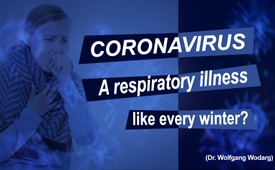 CORONAVIRUS
A respiratory illness
like every winter?
(Dr. Wolfgang Wodarg)